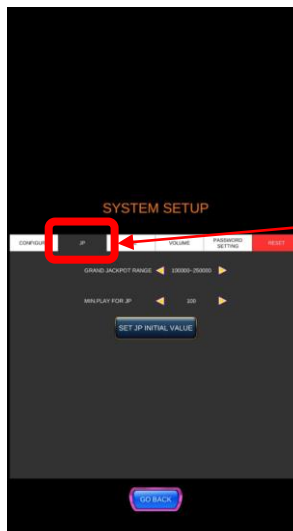 SYSTEM SETUP
JP
VOLUME
PASSWORD
SETTING
RESET
GRAND JACKPOT RANGE
100000~250000
MIN.PLAY FOR JP
100
SET JP INITIAL VALUE
GO BACK